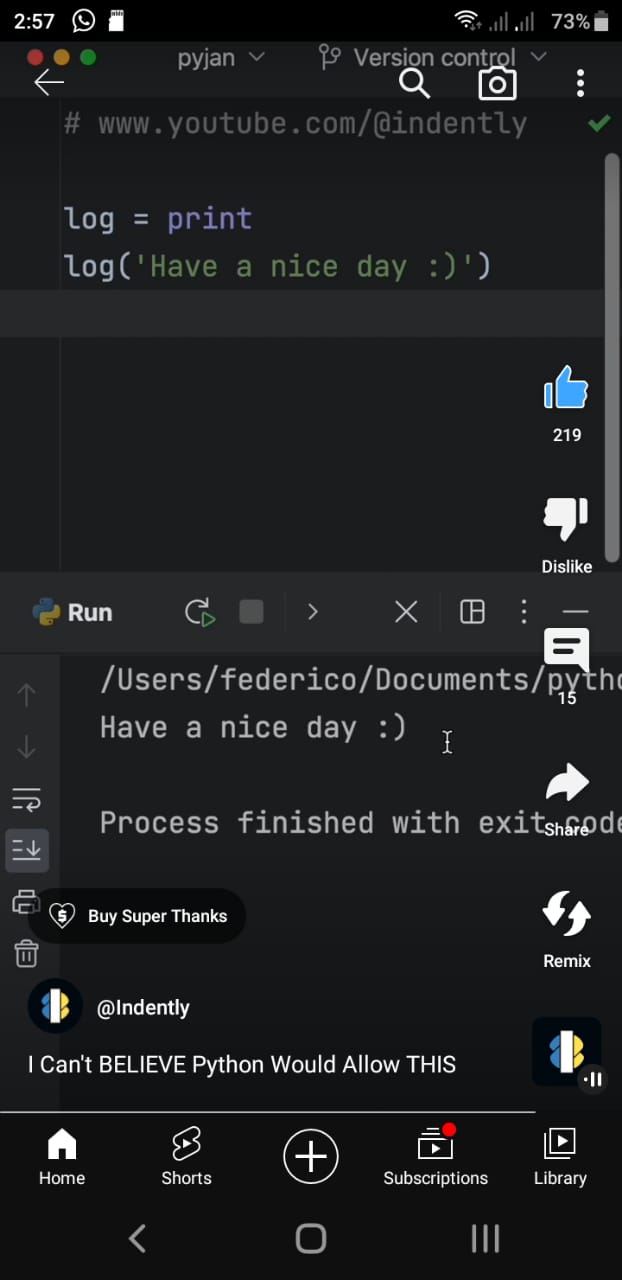 2:57
73%
pyjan
Version control
# www.youtube.com/@indently
log = print
log('Have a nice day :)')
219
Dislike
Run
/Users/federico/Documents/pytho
15
Have a nice day :)
Process finished with exit code
Share
Buy Super Thanks
Remix
@Indently
I Can't BELIEVE Python Would Allow THIS
Home
Shorts
Subscriptions
Library